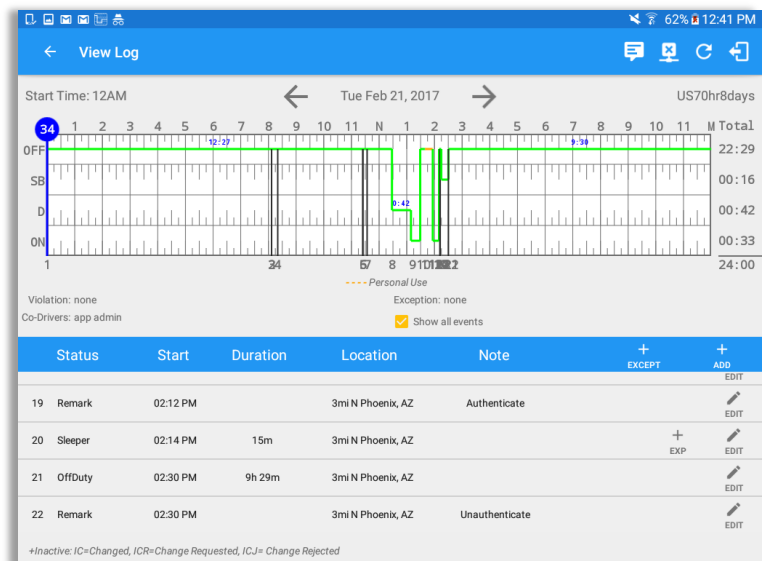 62% 12:41 PM
View Log
Start Time: 12AM Tue Feb 21, 2017 US70hr8days
34 1 2 3 4 5 6 7 8 9 10 11 N 1 2 3 4 5 6 7 8 9 10 11 M Total
12:27 9:30
OFF 22:29
SB 00:16
D 0:42 00:42
ON 00:33
1 8 24:00
Personal Use
Violation: none Exception: none
Co-Drivers: app admin Show all events
Status Start Duration Location Note + EXCEPT + ADD
EDIT
19 Remark 02:12 PM 3mi N Phoenix, AZ Authenticate EDIT
20 Sleeper 02:14 PM 15m 3mi N Phoenix, AZ + EXP EDIT
21 OffDuty 02:30 PM 9h 29m 3mi N Phoenix, AZ EDIT
22 Remark 02:30 PM 3mi N Phoenix, AZ Unauthenticate EDIT
+Inactive: IC=Changed, ICR=Change Requested, ICJ= Change Rejected